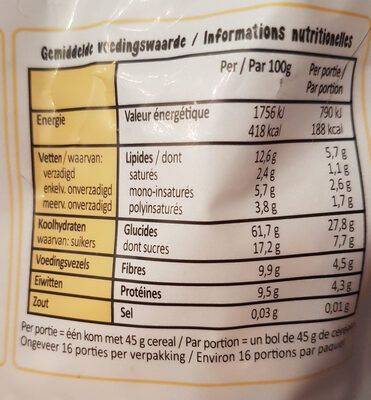 Gemiddelde voedingswaarde / Informations nutritionelles
Per / Par 100g Per portie / Par portion
Energie Valeur énergétique 1756 kJ 790 kJ
418 kcal 188 kcal
Vetten / waarvan: Lipides / dont 12,6 g 5,7 g
verzadigd saturés 2,4 g 1,1 g
enkelv. onverzadigd mono-insaturés 5,7 g 2,6 g
meerv. onverzadigd polyinsaturés 3,8 g 1,7 g
Koolhydraten Glucides 61,7 g 27,8 g
waarvan: suikers dont sucres 17,2 g 7,7 g
Voedingsvezels Fibres 9,9 g 4,5 g
Eiwitten Protéines 9,5 g 4,3 g
Zout Sel 0,03 g 0,01 g
Per portie = één kom met 45 g cereal / Par portion = un bol de 45 g de
Ongeveer 16 porties per verpakking / Environ 16 portions par